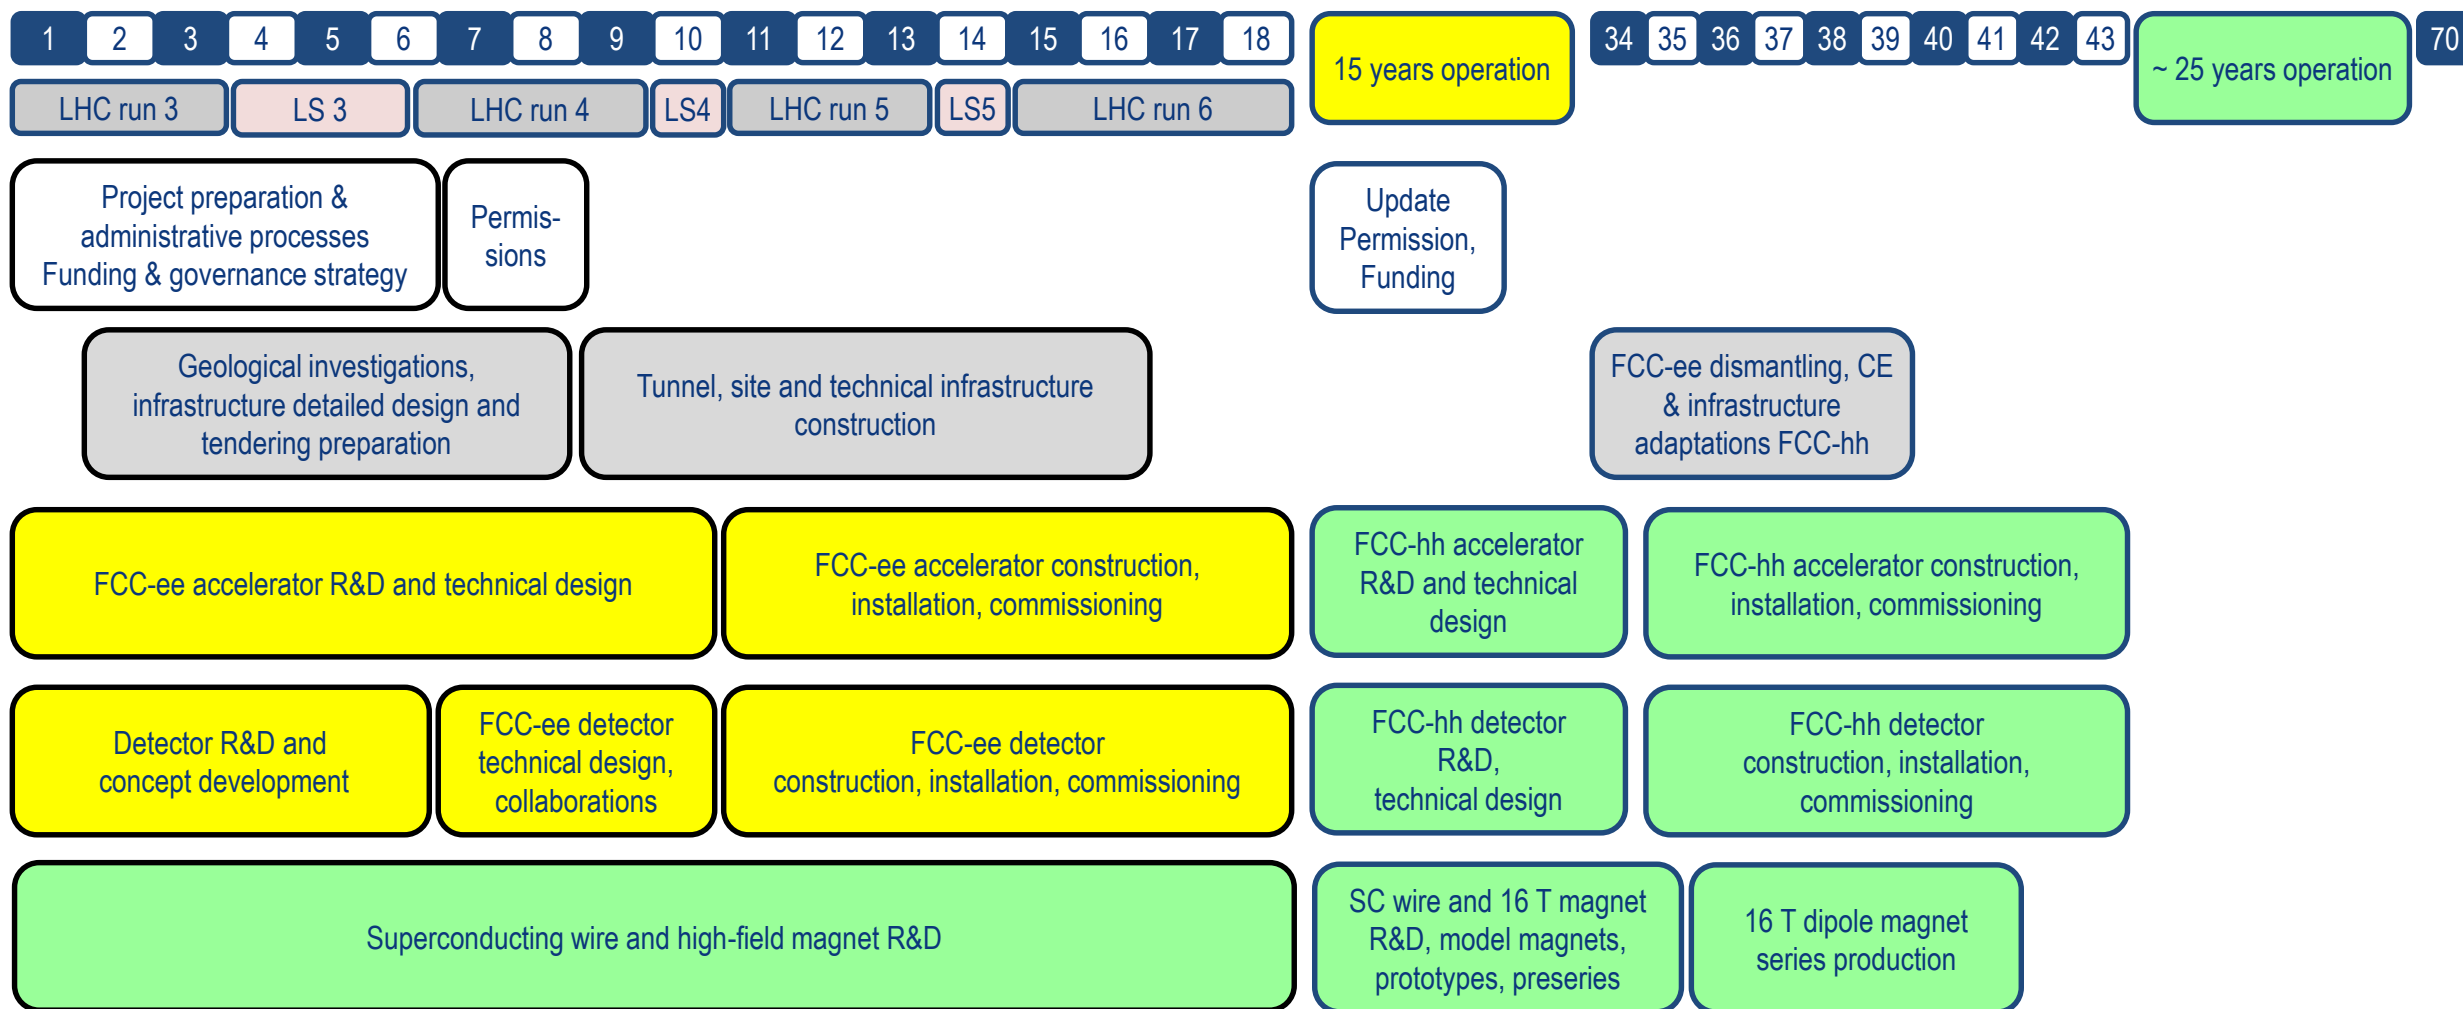 1 2 3 4 5 6 7 8 9 10 11 12 13 14 15 16 17 18
15 years operation
34 35 36 37 38 39 40 41 42 43
~ 25 years operation
70
LHC run 3
LS 3
LHC run 4
LS4
LHC run 5
LS5
LHC run 6
Project preparation &
administrative processes
Funding & governance strategy
Permis-
sions
Update
Permission,
Funding
Geological investigations,
infrastructure detailed design and
tendering preparation
Tunnel, site and technical infrastructure
construction
FCC-ee dismantling, CE
& infrastructure
adaptations FCC-hh
FCC-ee accelerator R&D and technical design
FCC-ee accelerator construction,
installation, commissioning
FCC-hh accelerator
R&D and technical
design
FCC-hh accelerator construction,
installation, commissioning
Detector R&D and
concept development
FCC-ee detector
technical design,
collaborations
FCC-ee detector
construction, installation, commissioning
FCC-hh detector
R&D,
technical design
FCC-hh detector
construction, installation,
commissioning
Superconducting wire and high-field magnet R&D
SC wire and 16 T magnet
R&D, model magnets,
prototypes, preseries
16 T dipole magnet
series production